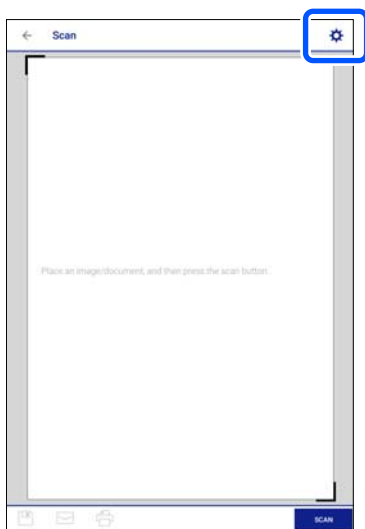 Scan
Place an image/document, and then press the scan button.
SCAN